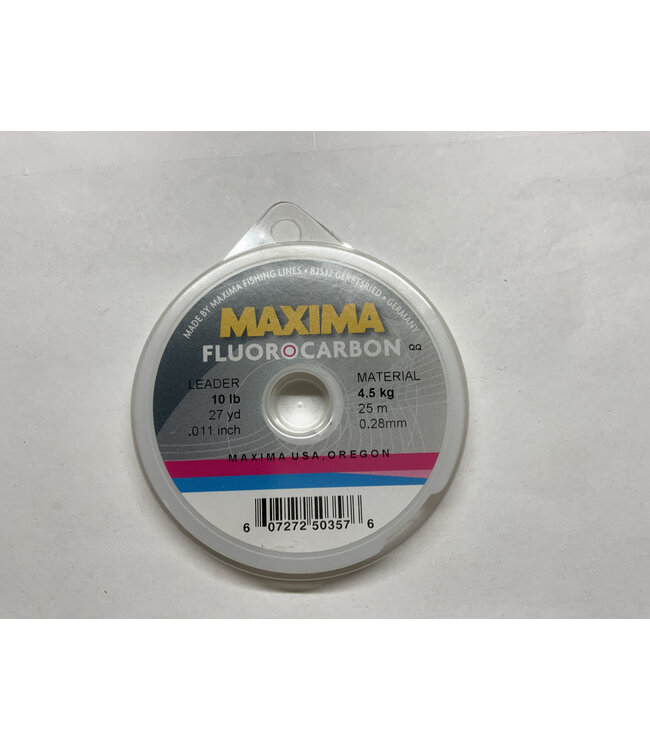 MADE BY MAXIMA FISHING LINES • 82532 GERETSRIED • GERMANY
MAXIMA
FLUOROCARBON QQ
LEADER MATERIAL
10 lb 4.5 kg
27 yd 25 m
.011 inch 0.28mm
MAXIMA USA, OREGON
6 07272 50357 6